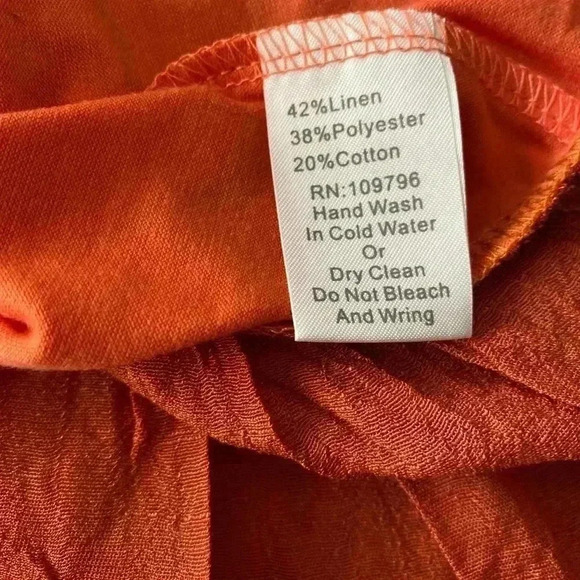 42%Linen
38%Polyester
20%Cotton
RN:109796
Hand Wash
In Cold Water
Or
Dry Clean
Do Not Bleach
And Wring